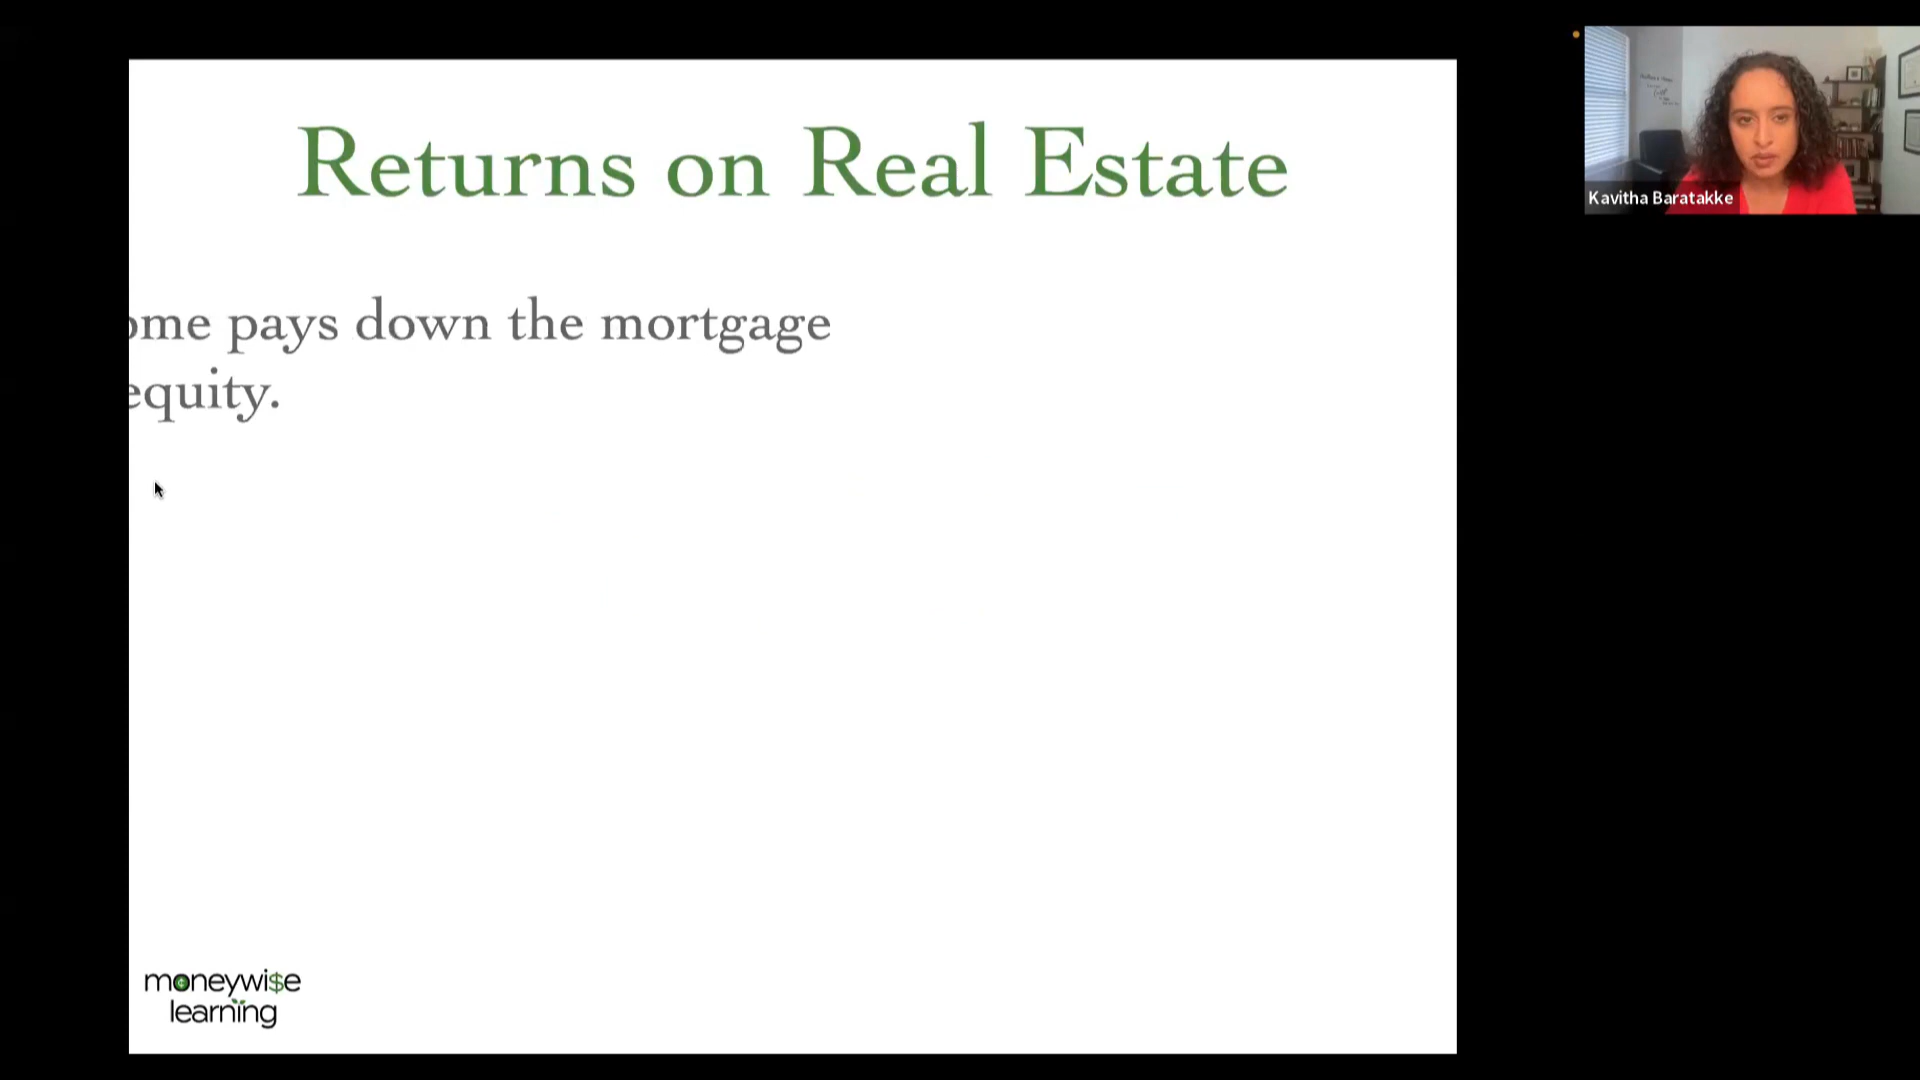 Returns on Real Estate
ome pays down the mortgage
equity.
Kavitha Baratakke
moneywi$e
learning